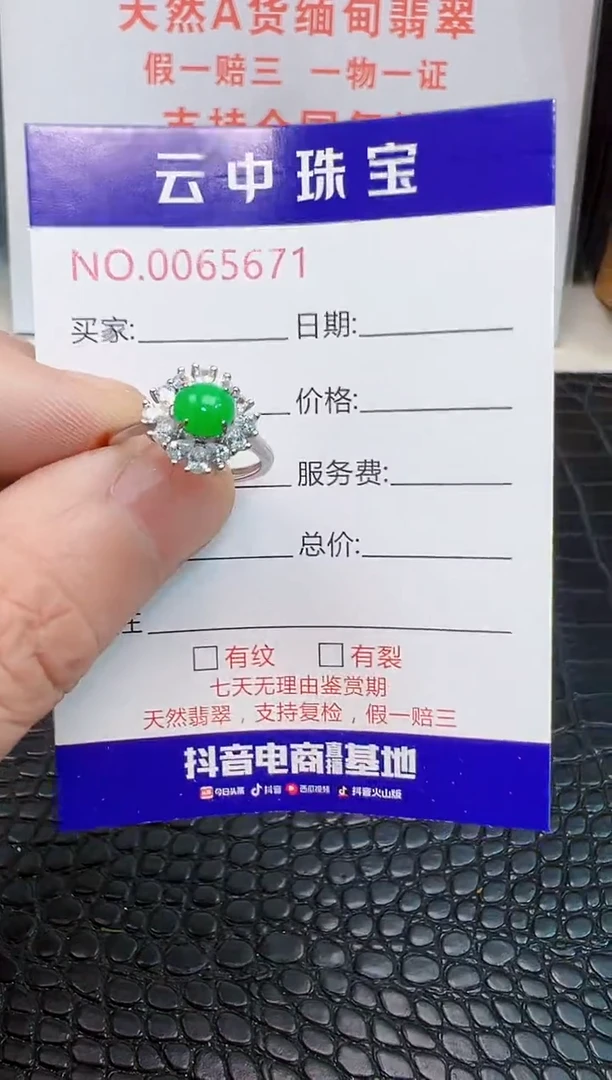 天然A货缅甸翡翠
假一赔三 一物一证
云中珠宝
NO.0065671
买家: 日期:
价格:
服务费:
总价:
□有纹 □有裂
七天无理由鉴赏期
天然翡翠，支持复检，假一赔三
抖音电商直播基地
今日头条 抖音 西瓜视频 抖音火山版